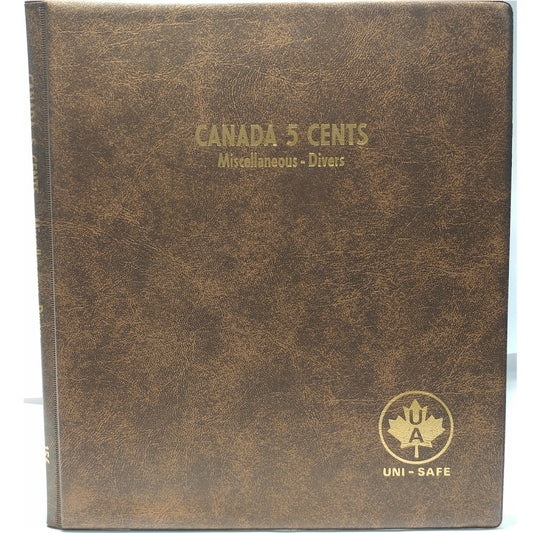 CANADA 5 CENTS
Miscellaneous - Divers
UA
UNI - SAFE